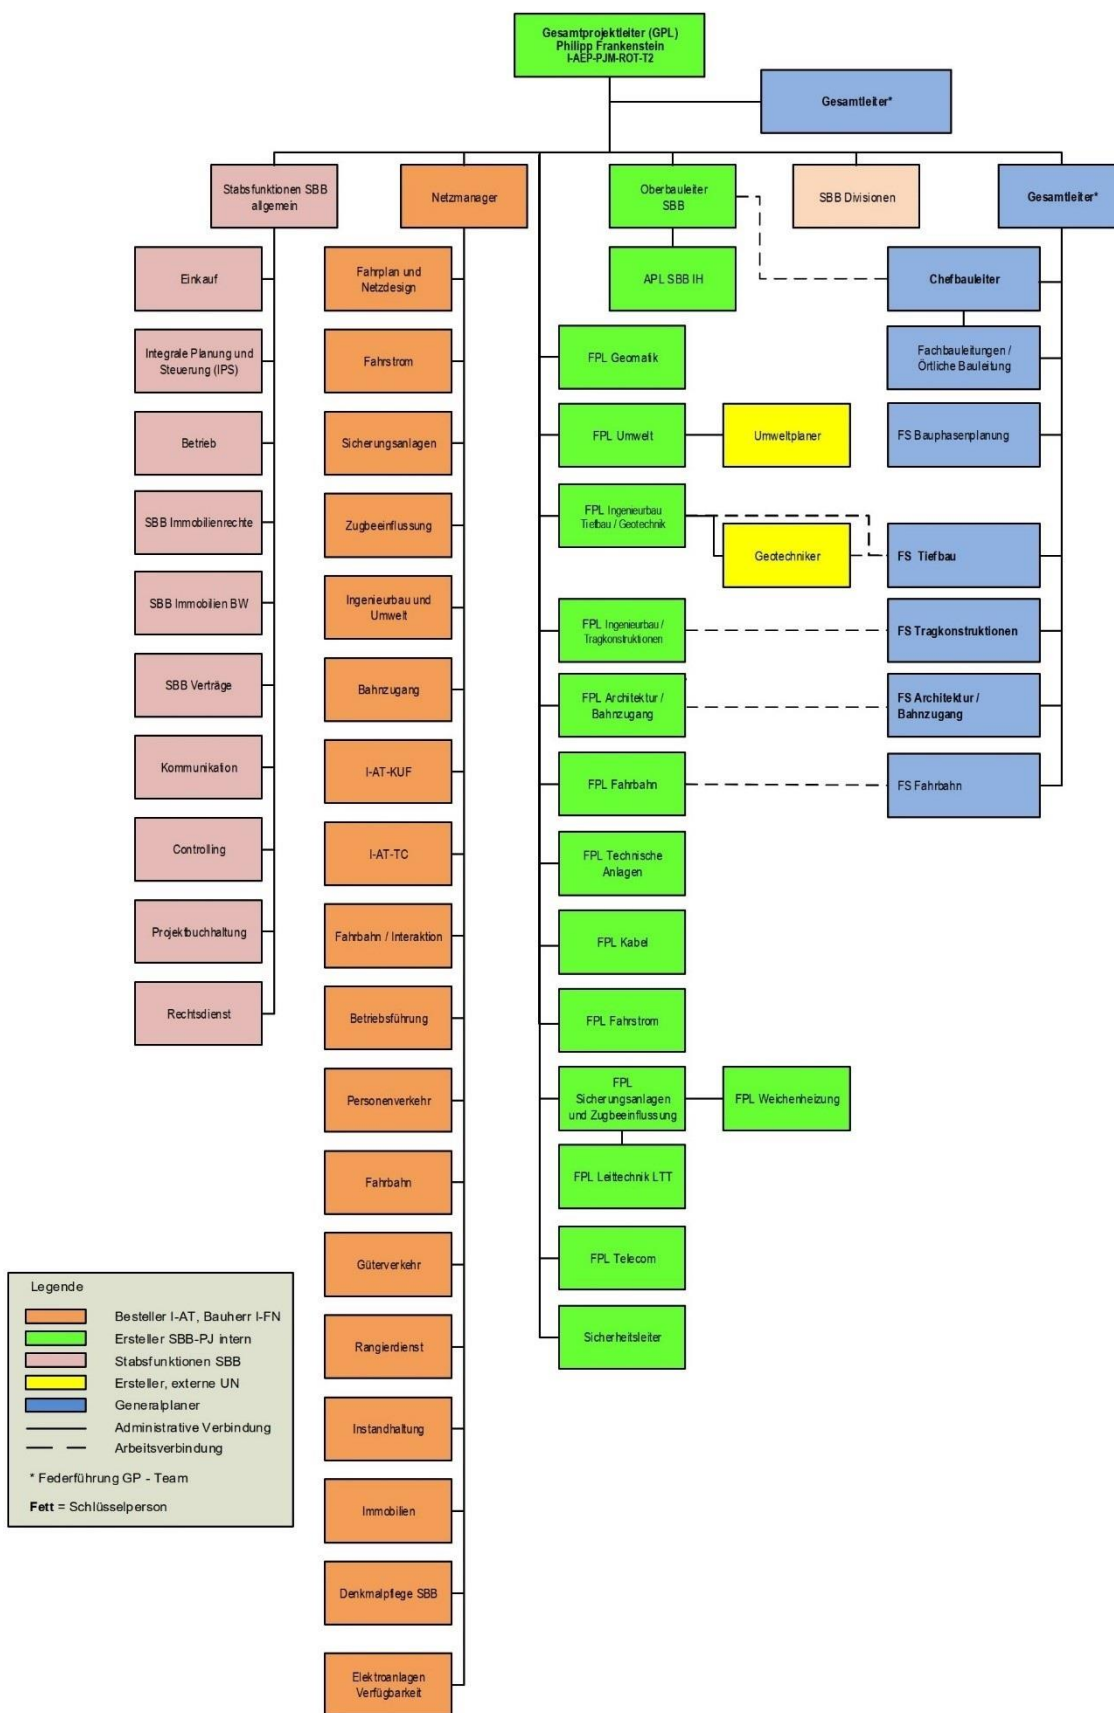 Gesamtprojektleiter (GPL)
Philipp Frankenstein
I-AEP-PJM-ROT-T2
Gesamtleiter*
Stabsfunktionen SBB
allgemein
Netzmanager
Oberbauleiter
SBB
SBB Divisionen
Gesamtleiter*
Einkauf
Integrale Planung und
Steuerung (IPS)
Betrieb
SBB Immobilienrechte
SBB Immobilien BW
SBB Verträge
Kommunikation
Controlling
Projektbuchhaltung
Rechtsdienst
Fahrplan und
Netzdesign
Fahrstrom
Sicherungsanlagen
Zugbeeinflussung
Ingenieurbau und
Umwelt
Bahnzugang
I-AT-KUF
I-AT-TC
Fahrbahn / Interaktion
Betriebsführung
Personenverkehr
Fahrbahn
Güterverkehr
Rangierdienst
Instandhaltung
Immobilien
Denkmalpflege SBB
Elektroanlagen
Verfügbarkeit
APL SBB IH
FPL Geomatik
FPL Umwelt
Umweltplaner
FPL Ingenieurbau
Tiefbau / Geotechnik
Geotechniker
FPL Ingenieurbau /
Tragkonstruktionen
FPL Architektur /
Bahnzugang
FPL Fahrbahn
FPL Technische
Anlagen
FPL Kabel
FPL Fahrstrom
FPL
Sicherungsanlagen
und Zugbeeinflussung
FPL Weichenheizung
FPL Leittechnik LTT
FPL Telecom
Sicherheitsleiter
Chefbauleiter
Fachbauleitungen /
Örtliche Bauleitung
FS Bauphasenplanung
FS Tiefbau
FS Tragkonstruktionen
FS Architektur /
Bahnzugang
FS Fahrbahn
Legende
Besteller I-AT, Bauherr I-FN
Ersteller SBB-PJ intern
Stabsfunktionen SBB
Ersteller, externe UN
Generalplaner
Administrative Verbindung
Arbeitsverbindung
* Federführung GP - Team
Fett = Schlüsselperson